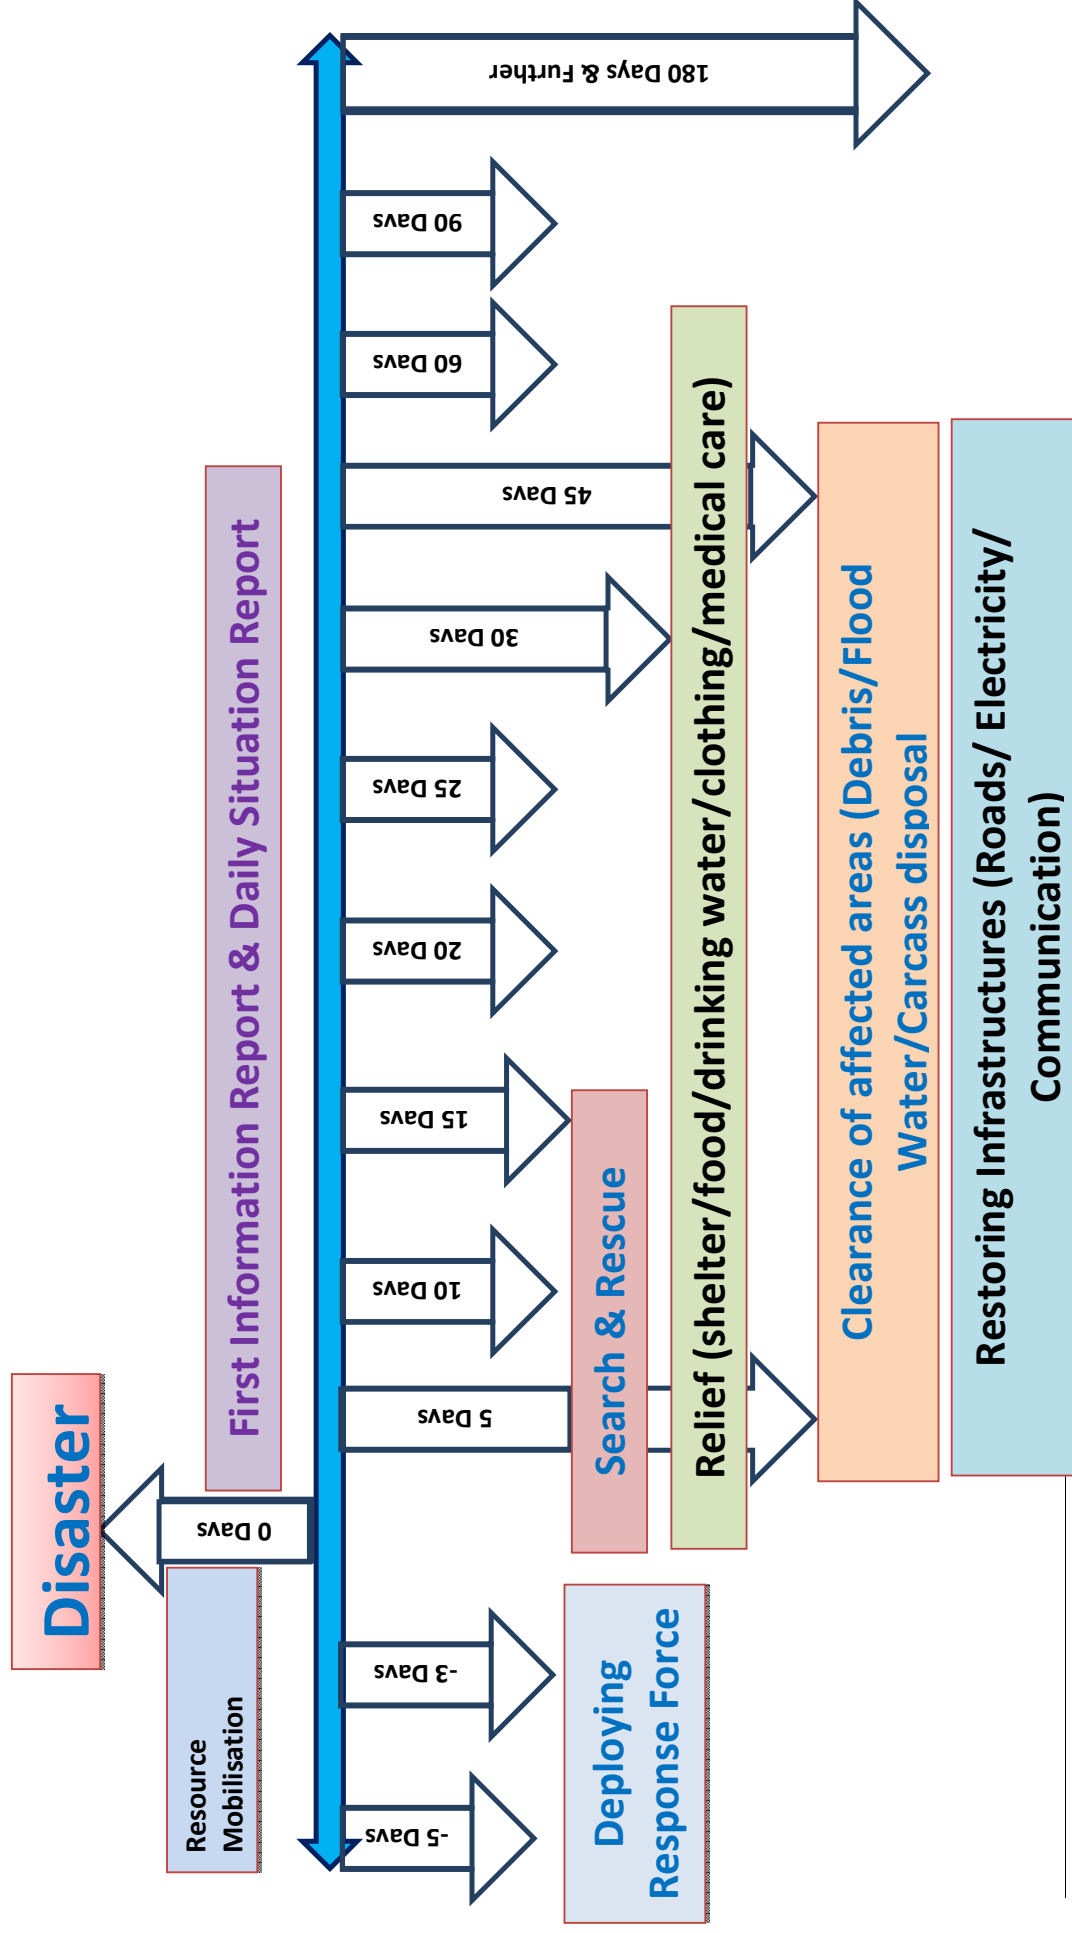 Disaster
Resource
Mobilisation
0 Days
First Information Report & Daily Situation Report
-5 Days
-3 Days
5 Days
10 Days
15 Days
20 Days
25 Days
30 Days
45 Days
60 Days
90 Days
180 Days & Further
Deploying
Response Force
Search & Rescue
Relief (shelter/food/drinking water/clothing/medical care)
Clearance of affected areas (Debris/Flood
Water/Carcass disposal
Restoring Infrastructures (Roads/ Electricity/
Communication)